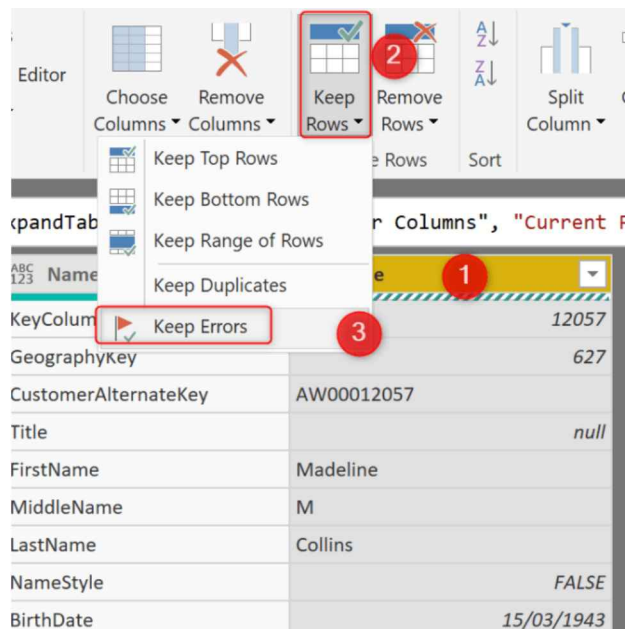 Editor
Choose
Columns
Remove
Columns
Keep
Rows
2
Remove
Rows
A
Z
Z
A
Split
Column
Rows
Sort
Keep Top Rows
Keep Bottom Rows
Keep Range of Rows
Keep Duplicates
Keep Errors
3
xpandTab r Columns", "Current
ABC
123 Name e 1
KeyColum 12057
GeographyKey 627
CustomerAlternateKey AW00012057
Title null
FirstName Madeline
MiddleName M
LastName Collins
NameStyle FALSE
BirthDate 15/03/1943